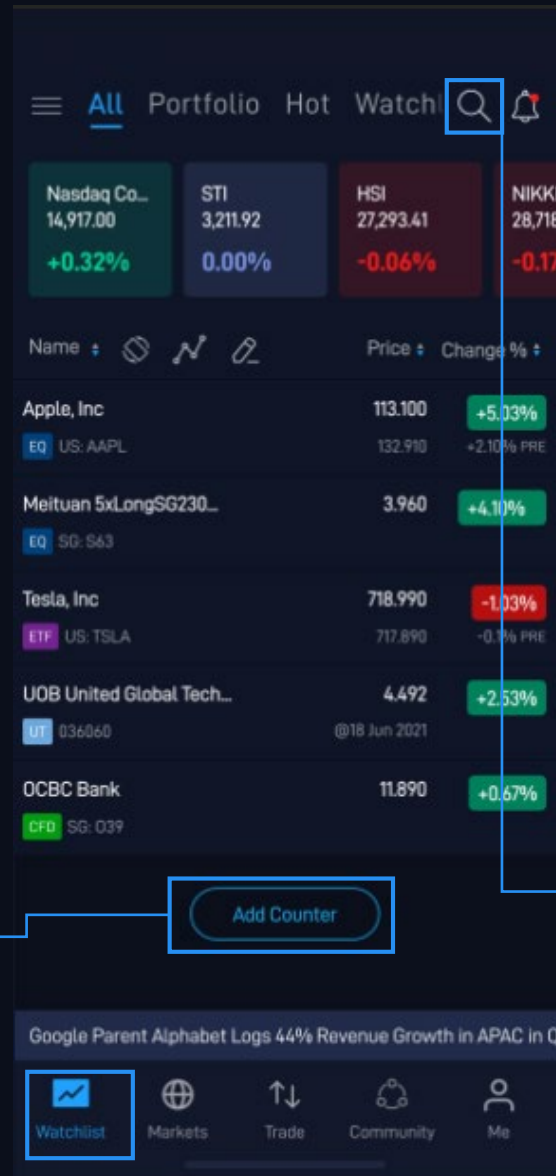 All Portfolio Hot Watchl
Nasdaq Co... STI HSI NIKK
14,917.00 3,211.92 27,293.41 28,718
+0.32% 0.00% -0.06% -0.17
Name Price Change %
Apple, Inc 113.100 +5.03%
EQ US: AAPL 132.910 +2.10% PRE
Meituan 5xLongSG230... 3.960 +4.10%
EQ SG: S63
Tesla, Inc 718.990 -1.03%
ETF US: TSLA 717.890 -0.1% PRE
UOB United Global Tech... 4.492 +2.53%
UT 036060 @18 Jun 2021
OCBC Bank 11.890 +0.67%
CFD SG: O39
Add Counter
Google Parent Alphabet Logs 44% Revenue Growth in APAC in Q
Watchlist Markets Trade Community Me